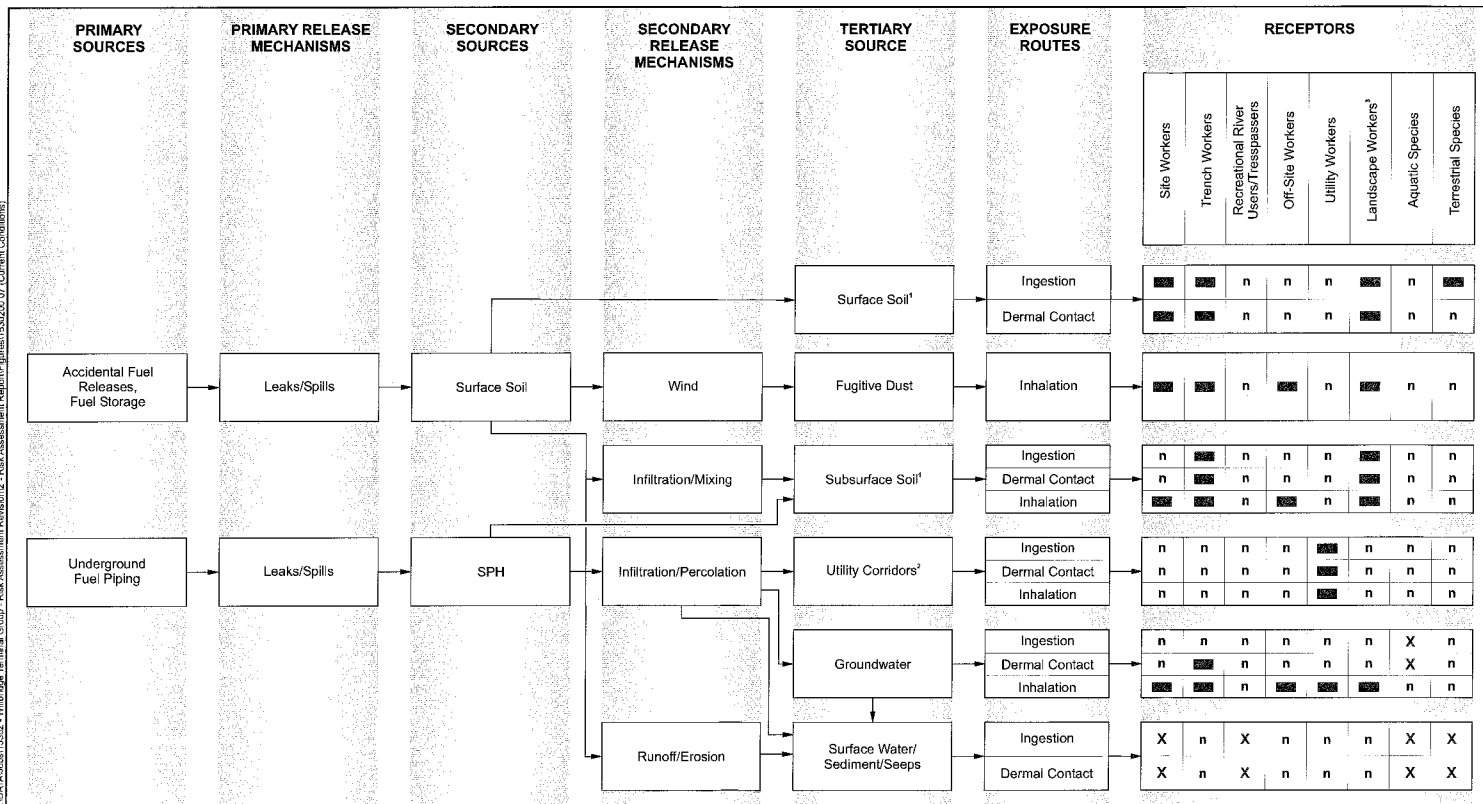 PRIMARY SOURCES
PRIMARY RELEASE MECHANISMS
SECONDARY SOURCES
SECONDARY RELEASE MECHANISMS
TERTIARY SOURCE
EXPOSURE ROUTES
RECEPTORS
Site Workers
Trench Workers
Recreational River Users/Tresspassers
Off-Site Workers
Utility Workers
Landscape Workers³
Aquatic Species
Terrestrial Species
Surface Soil¹
Ingestion
n n n n
Dermal Contact
n n n n n
Accidental Fuel Releases, Fuel Storage
Leaks/Spills
Surface Soil
Wind
Fugitive Dust
Inhalation
n n n n
Infiltration/Mixing
Subsurface Soil¹
Ingestion
n n n n n n
Dermal Contact
n n n n n n
Inhalation
n n n n
Underground Fuel Piping
Leaks/Spills
SPH
Infiltration/Percolation
Utility Corridors²
Ingestion
n n n n n n n
Dermal Contact
n n n n n n n
Inhalation
n n n n n n n
Groundwater
Ingestion
n n n n n n X n
Dermal Contact
n n n n n X n
Inhalation
n n n
Runoff/Erosion
Surface Water/
Sediment/Seeps
Ingestion
X n X n n n X X
Dermal Contact
X n X n n n X X